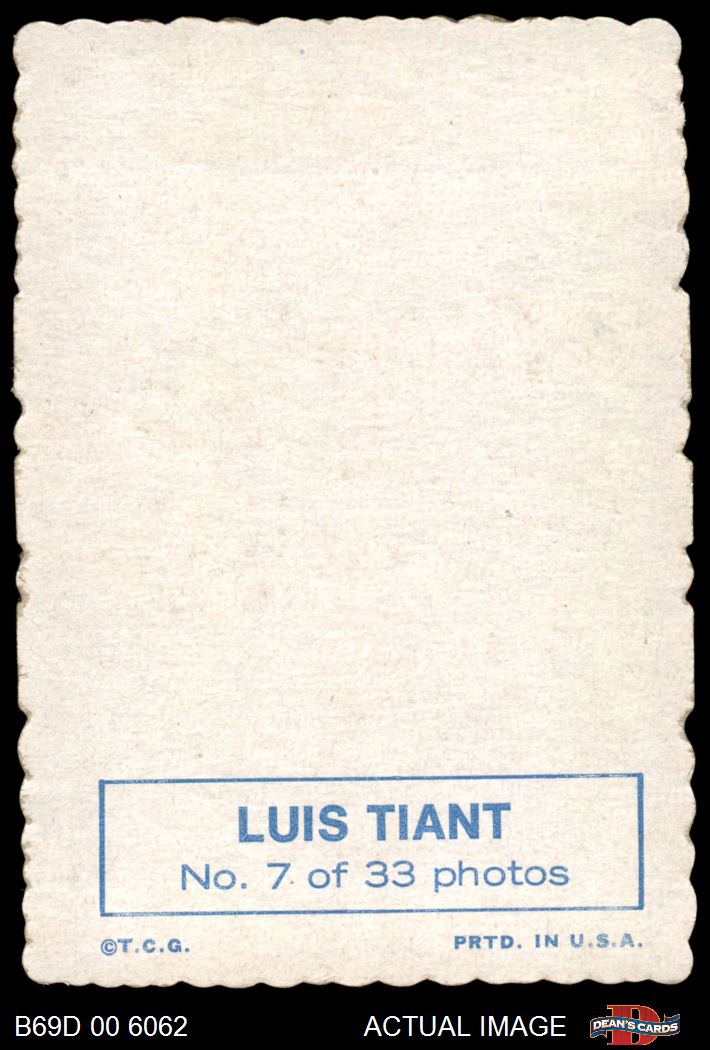 LUIS TIANT
No. 7 of 33 photos
©T.C.G. PRTD. IN U.S.A.
B69D 00 6062 ACTUAL IMAGE D DEAN'S CARDS